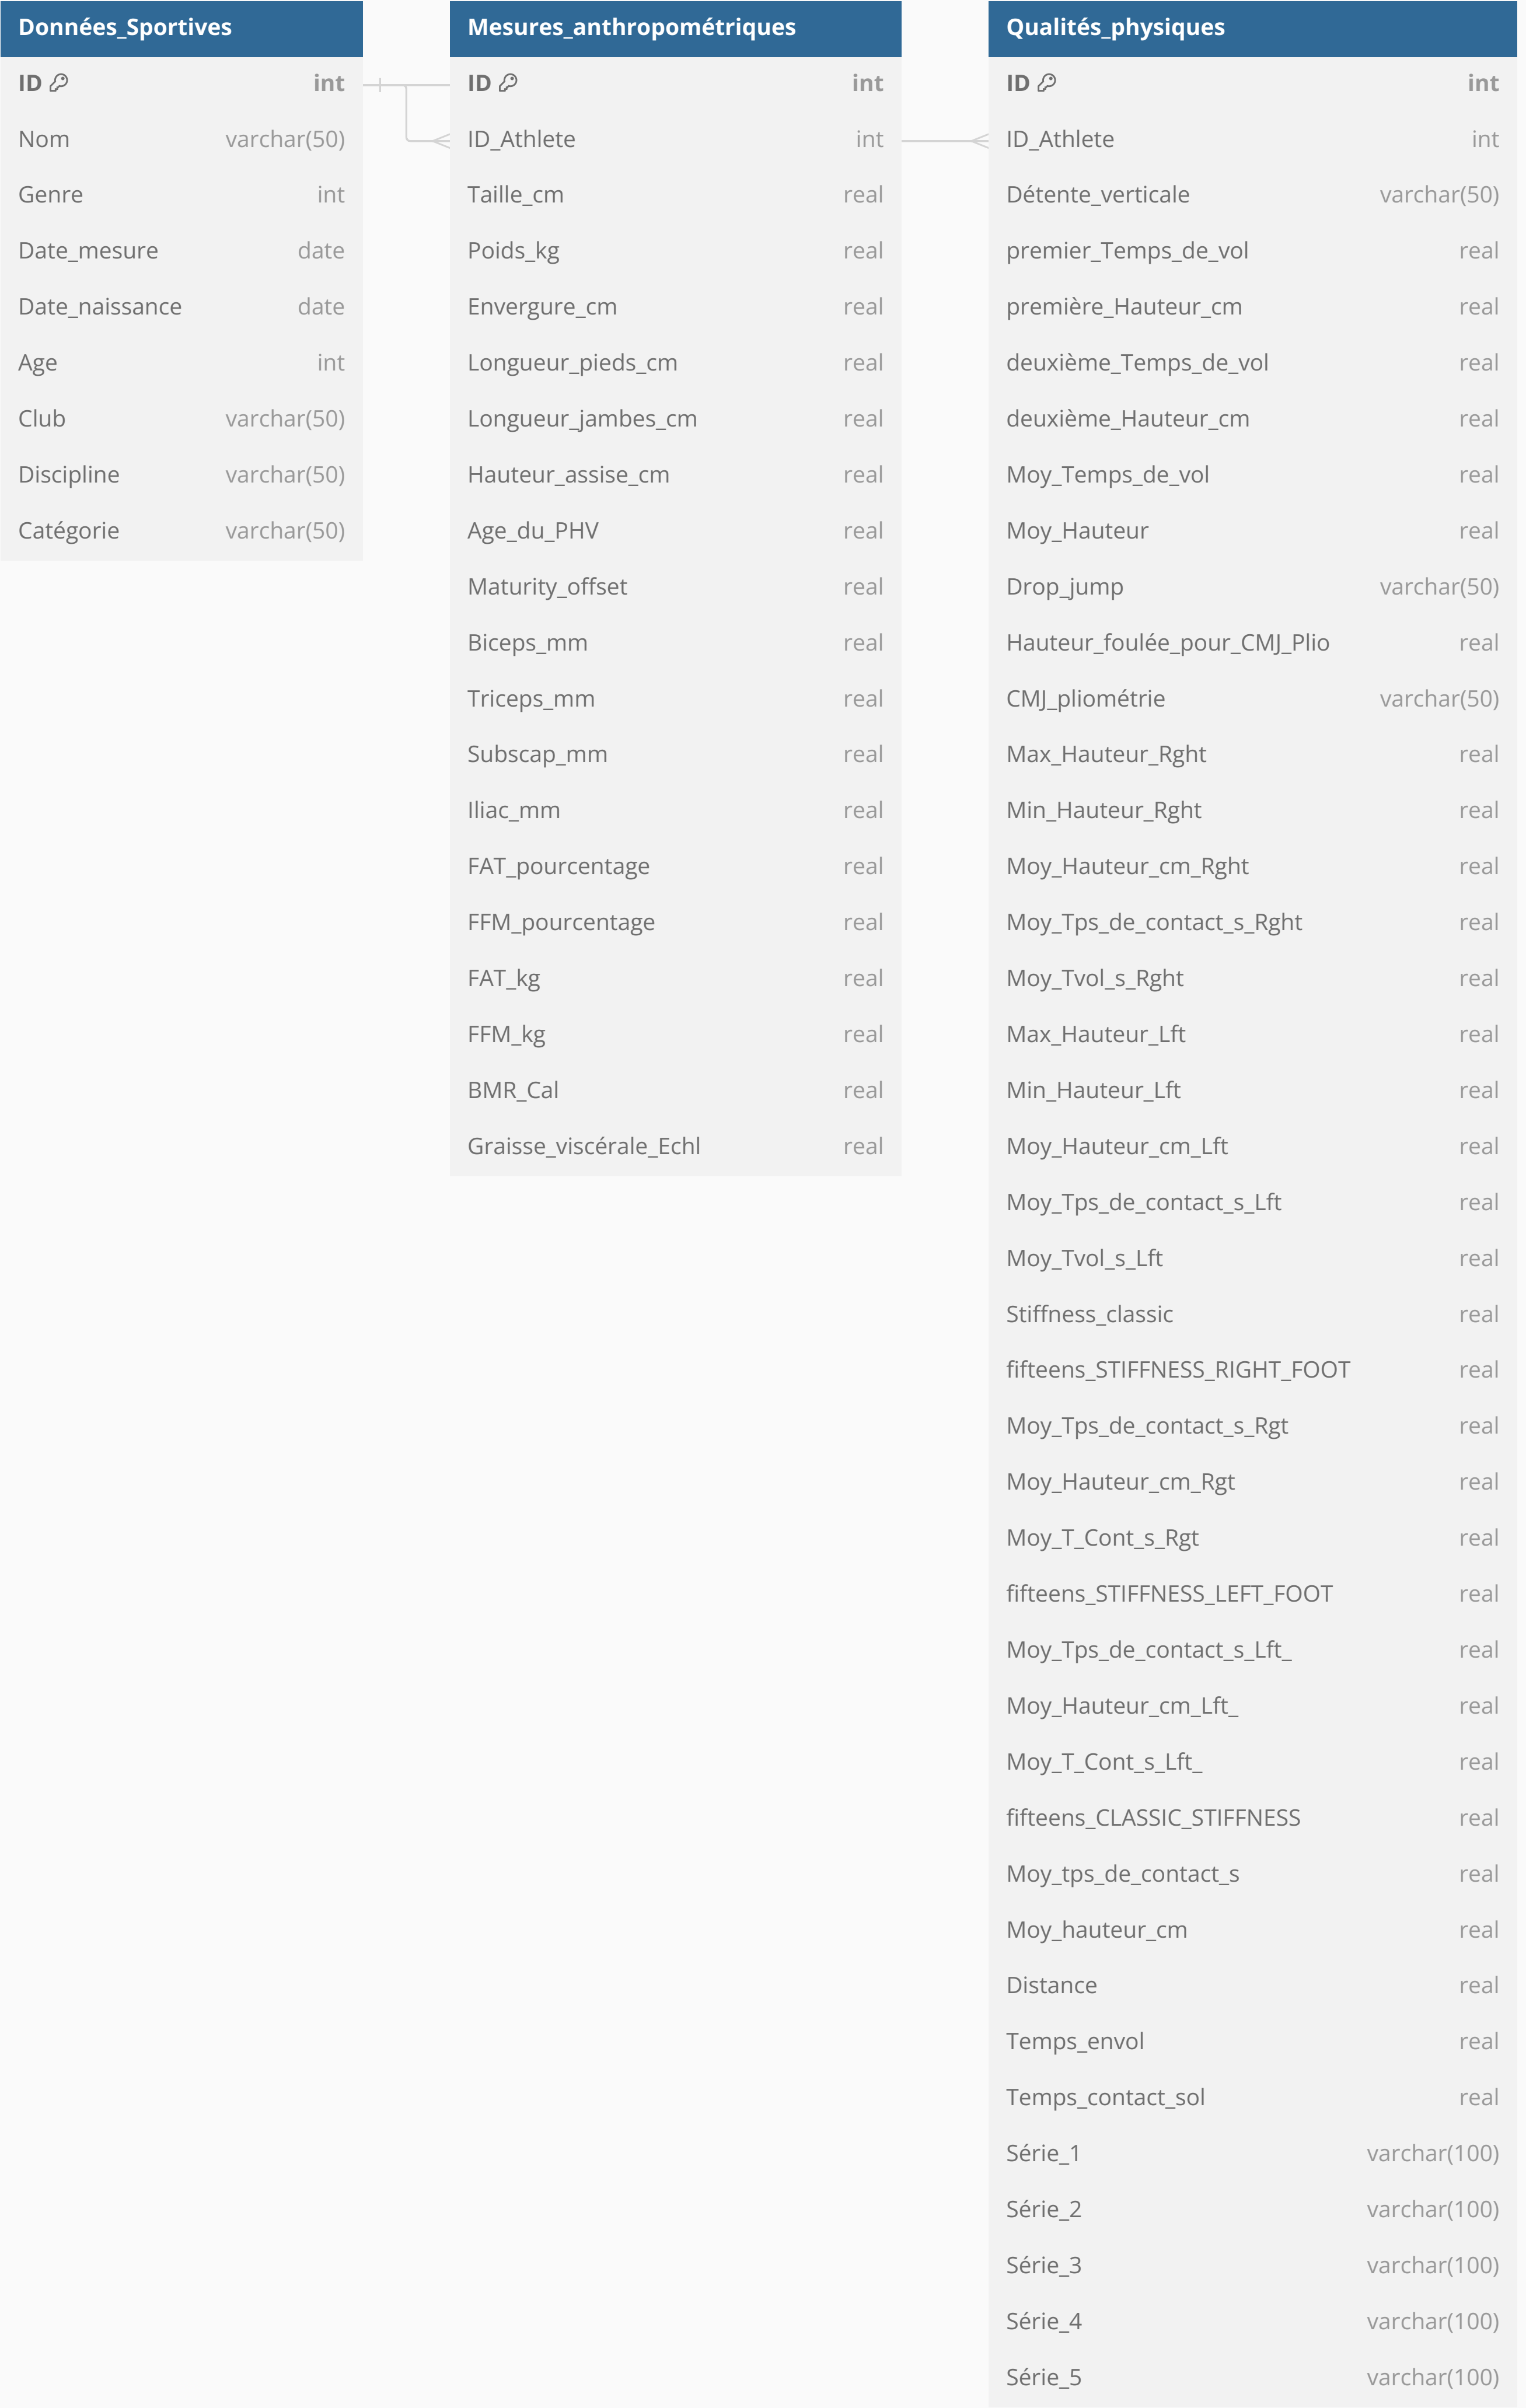 Données_Sportives
ID int
Nom varchar(50)
Genre int
Date_mesure date
Date_naissance date
Age int
Club varchar(50)
Discipline varchar(50)
Catégorie varchar(50)
Mesures_anthropométriques
ID int
ID_Athlete int
Taille_cm real
Poids_kg real
Envergure_cm real
Longueur_pieds_cm real
Longueur_jambes_cm real
Hauteur_assise_cm real
Age_du_PHV real
Maturity_offset real
Biceps_mm real
Triceps_mm real
Subscap_mm real
Iliac_mm real
FAT_pourcentage real
FFM_pourcentage real
FAT_kg real
FFM_kg real
BMR_Cal real
Graisse_viscérale_Echl real
Qualités_physiques
ID int
ID_Athlete int
Détente_verticale varchar(50)
premier_Temps_de_vol real
première_Hauteur_cm real
deuxième_Temps_de_vol real
deuxième_Hauteur_cm real
Moy_Temps_de_vol real
Moy_Hauteur real
Drop_jump varchar(50)
Hauteur_foulée_pour_CMJ_Plio real
CMJ_pliométrie varchar(50)
Max_Hauteur_Rght real
Min_Hauteur_Rght real
Moy_Hauteur_cm_Rght real
Moy_Tps_de_contact_s_Rght real
Moy_Tvol_s_Rght real
Max_Hauteur_Lft real
Min_Hauteur_Lft real
Moy_Hauteur_cm_Lft real
Moy_Tps_de_contact_s_Lft real
Moy_Tvol_s_Lft real
Stiffness_classic real
fifteens_STIFFNESS_RIGHT_FOOT real
Moy_Tps_de_contact_s_Rgt real
Moy_Hauteur_cm_Rgt real
Moy_T_Cont_s_Rgt real
fifteens_STIFFNESS_LEFT_FOOT real
Moy_Tps_de_contact_s_Lft_ real
Moy_Hauteur_cm_Lft_ real
Moy_T_Cont_s_Lft_ real
fifteens_CLASSIC_STIFFNESS real
Moy_tps_de_contact_s real
Moy_hauteur_cm real
Distance real
Temps_envol real
Temps_contact_sol real
Série_1 varchar(100)
Série_2 varchar(100)
Série_3 varchar(100)
Série_4 varchar(100)
Série_5 varchar(100)